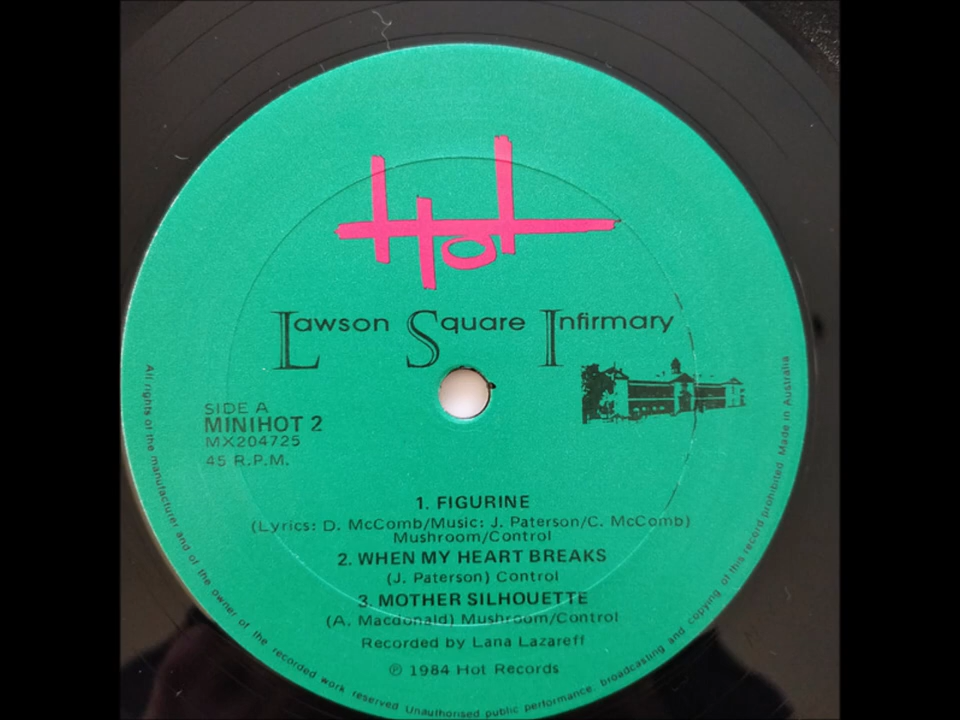 Hot
Lawson Square Infirmary
SIDE A
MINIHOT 2
MX204725
45 R.P.M.
1. FIGURINE
(Lyrics: D. McComb/Music: J. Paterson/C. McComb)
Mushroom/Control
2. WHEN MY HEART BREAKS
(J. Paterson) Control
3. MOTHER SILHOUETTE
(A. Macdonald) Mushroom/Control
Recorded by Lana Lazareff
℗ 1984 Hot Records
All rights of the manufacturer and of the owner of the recorded work reserved Unauthorised public performance, broadcasting and copying of this record prohibited Made in Australia